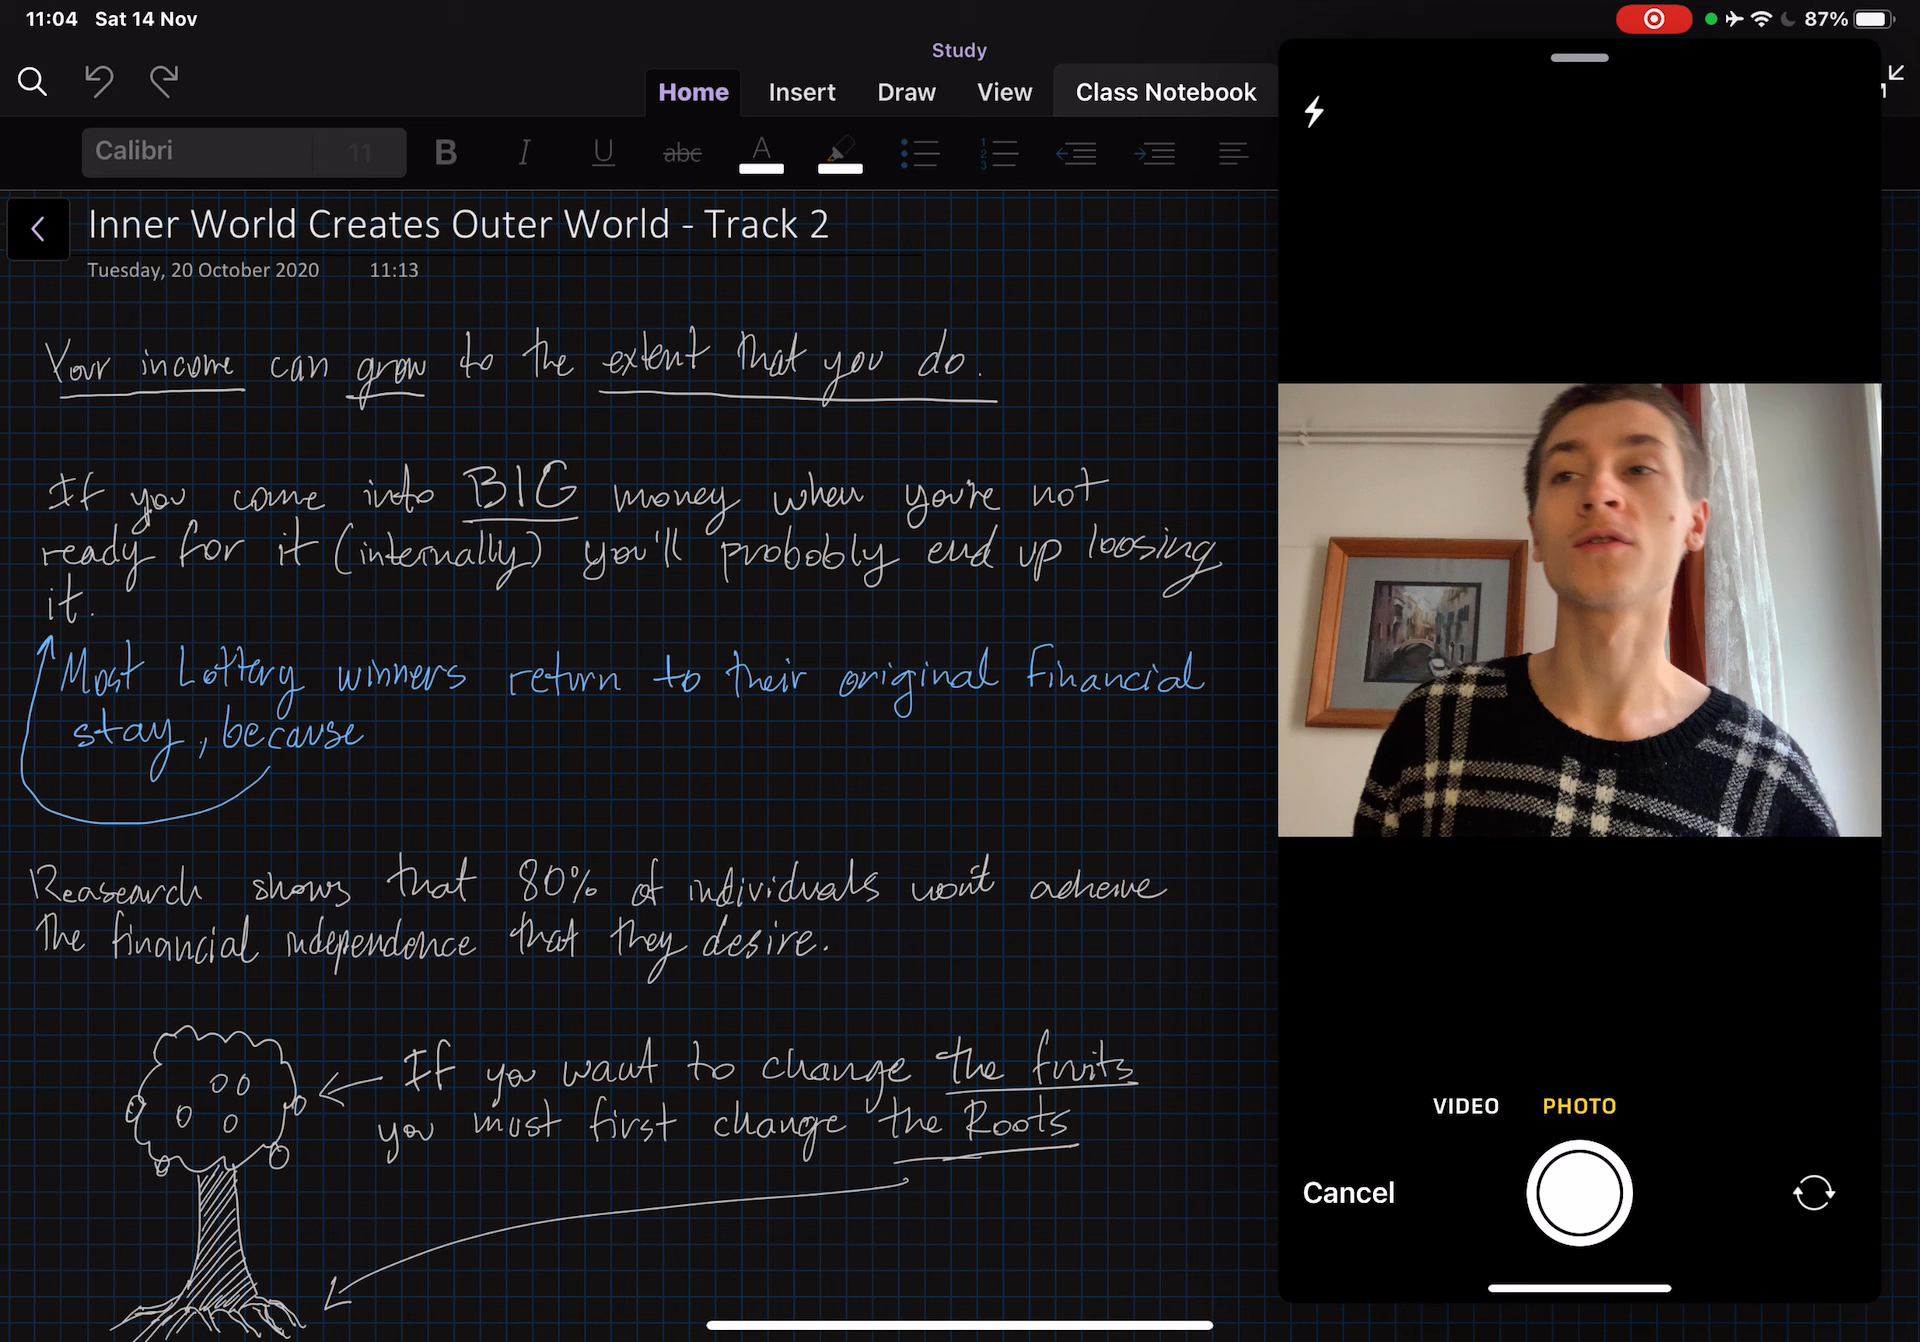 11:04 Sat 14 Nov
87%
Study
Home Insert Draw View Class Notebook
Calibri 11 B I U abc A
1
2
3
Inner World Creates Outer World - Track 2
Tuesday, 20 October 2020 11:13
Your income can grow to the extent that you do.
If you come into BIG money when you're not
ready for it (internally) you'll probobly end up loosing
it.
Most Lottery winners return to their original financial
stay, because
Reasearch shows that 80% of individuals won't acheive
the financial independence that they desire.
If you want to change the fruits
you must first change the Roots
VIDEO PHOTO
Cancel